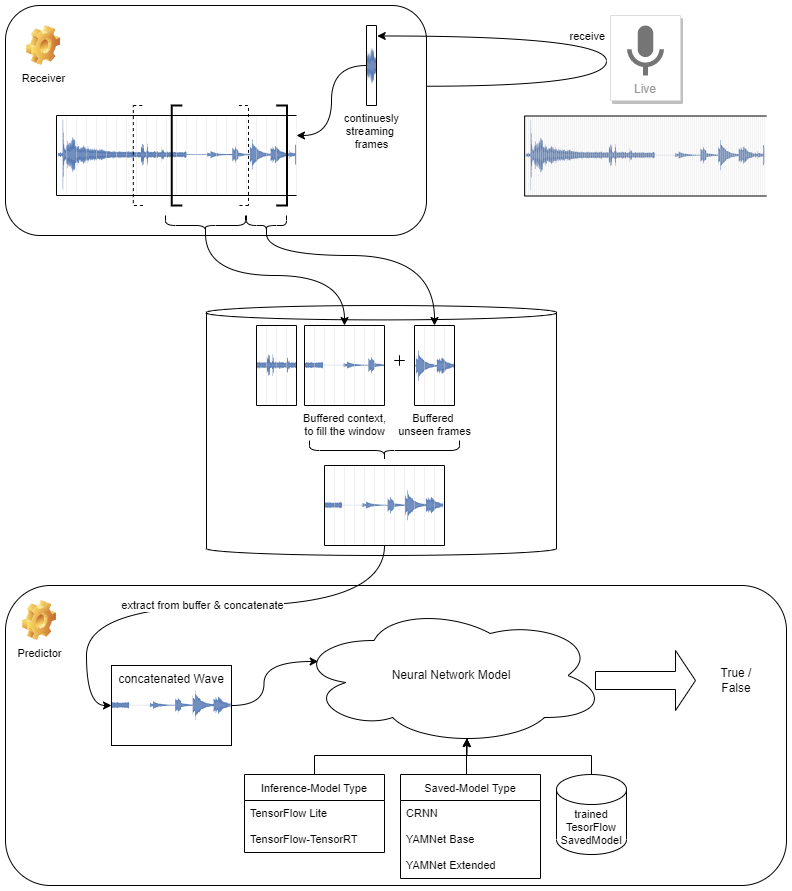 receive
Live
Receiver
continuesly
streaming
frames
Buffered context,
to fill the window
+
Buffered
unseen frames
extract from buffer & concatenate
Predictor
concatenated Wave
Neural Network Model
True /
False
Inference-Model Type
TensorFlow Lite
TensorFlow-TensorRT
Saved-Model Type
CRNN
YAMNet Base
YAMNet Extended
trained
TesorFlow
SavedModel